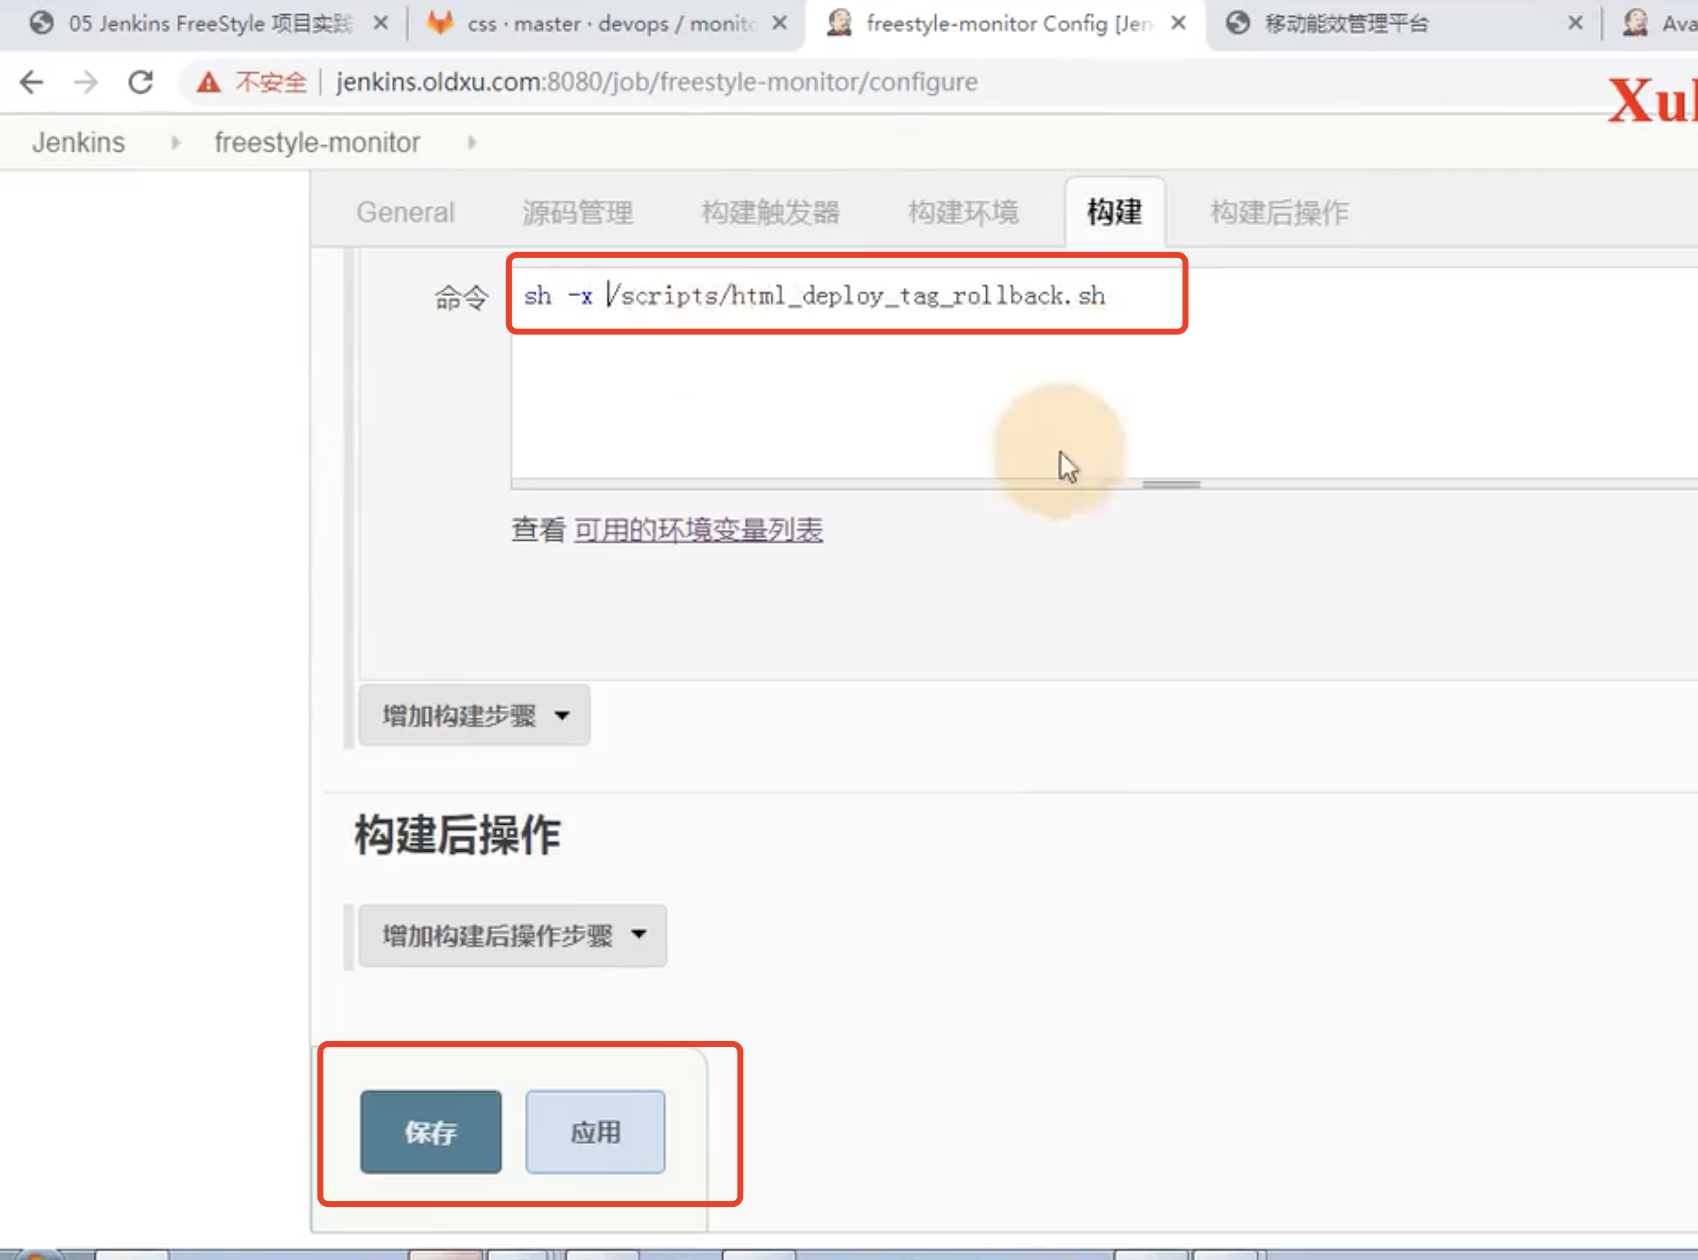 05 Jenkins FreeStyle 项目实践
css · master · devops / monito
freestyle-monitor Config [Jen
移动能效管理平台
Ava
不安全 jenkins.oldxu.com:8080/job/freestyle-monitor/configure
Xul
Jenkins freestyle-monitor
General 源码管理 构建触发器 构建环境 构建 构建后操作
命令 sh -x /scripts/html_deploy_tag_rollback.sh
查看 可用的环境变量列表
增加构建步骤
构建后操作
增加构建后操作步骤
保存 应用